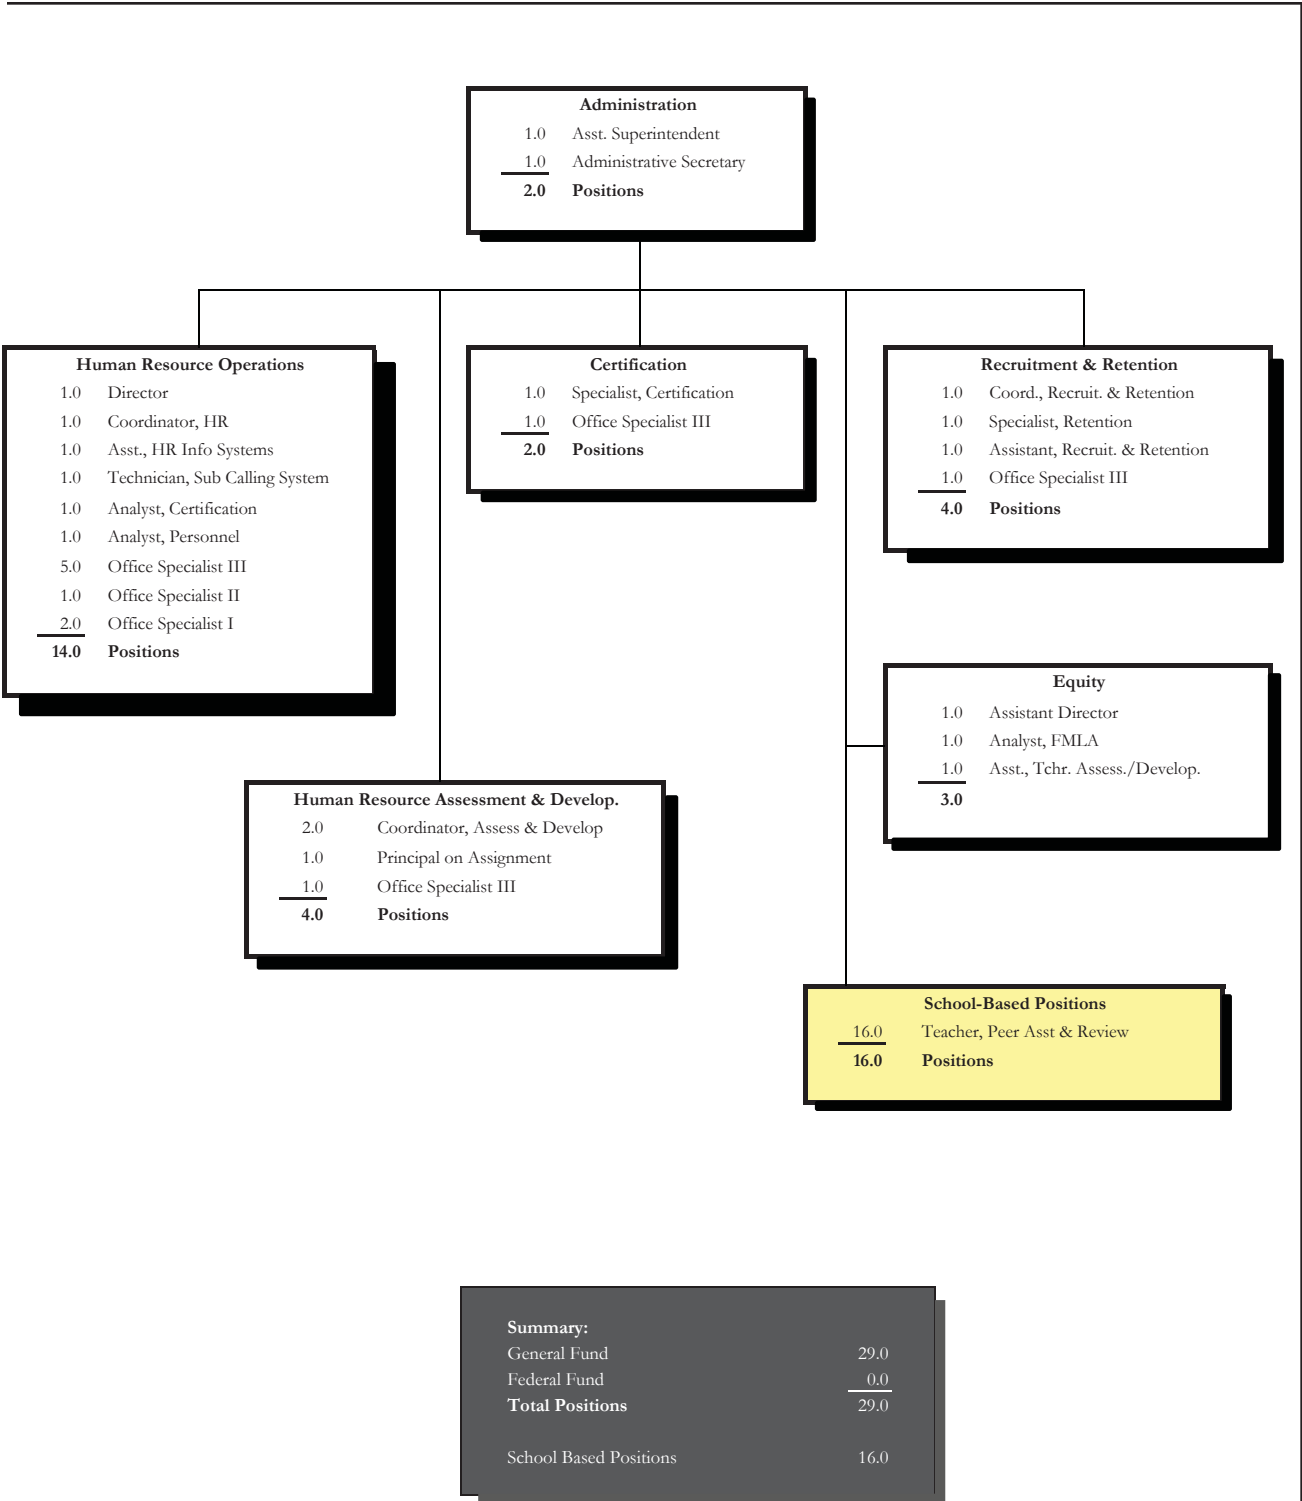 Administration
1.0 Asst. Superintendent
1.0 Administrative Secretary
2.0 Positions
Human Resource Operations
1.0 Director
1.0 Coordinator, HR
1.0 Asst., HR Info Systems
1.0 Technician, Sub Calling System
1.0 Analyst, Certification
1.0 Analyst, Personnel
5.0 Office Specialist III
1.0 Office Specialist II
2.0 Office Specialist I
14.0 Positions
Certification
1.0 Specialist, Certification
1.0 Office Specialist III
2.0 Positions
Recruitment & Retention
1.0 Coord., Recruit. & Retention
1.0 Specialist, Retention
1.0 Assistant, Recruit. & Retention
1.0 Office Specialist III
4.0 Positions
Equity
1.0 Assistant Director
1.0 Analyst, FMLA
1.0 Asst., Tchr. Assess./Develop.
3.0
Human Resource Assessment & Develop.
2.0 Coordinator, Assess & Develop
1.0 Principal on Assignment
1.0 Office Specialist III
4.0 Positions
School-Based Positions
16.0 Teacher, Peer Asst & Review
16.0 Positions
Summary:
General Fund 29.0
Federal Fund 0.0
Total Positions 29.0
School Based Positions 16.0